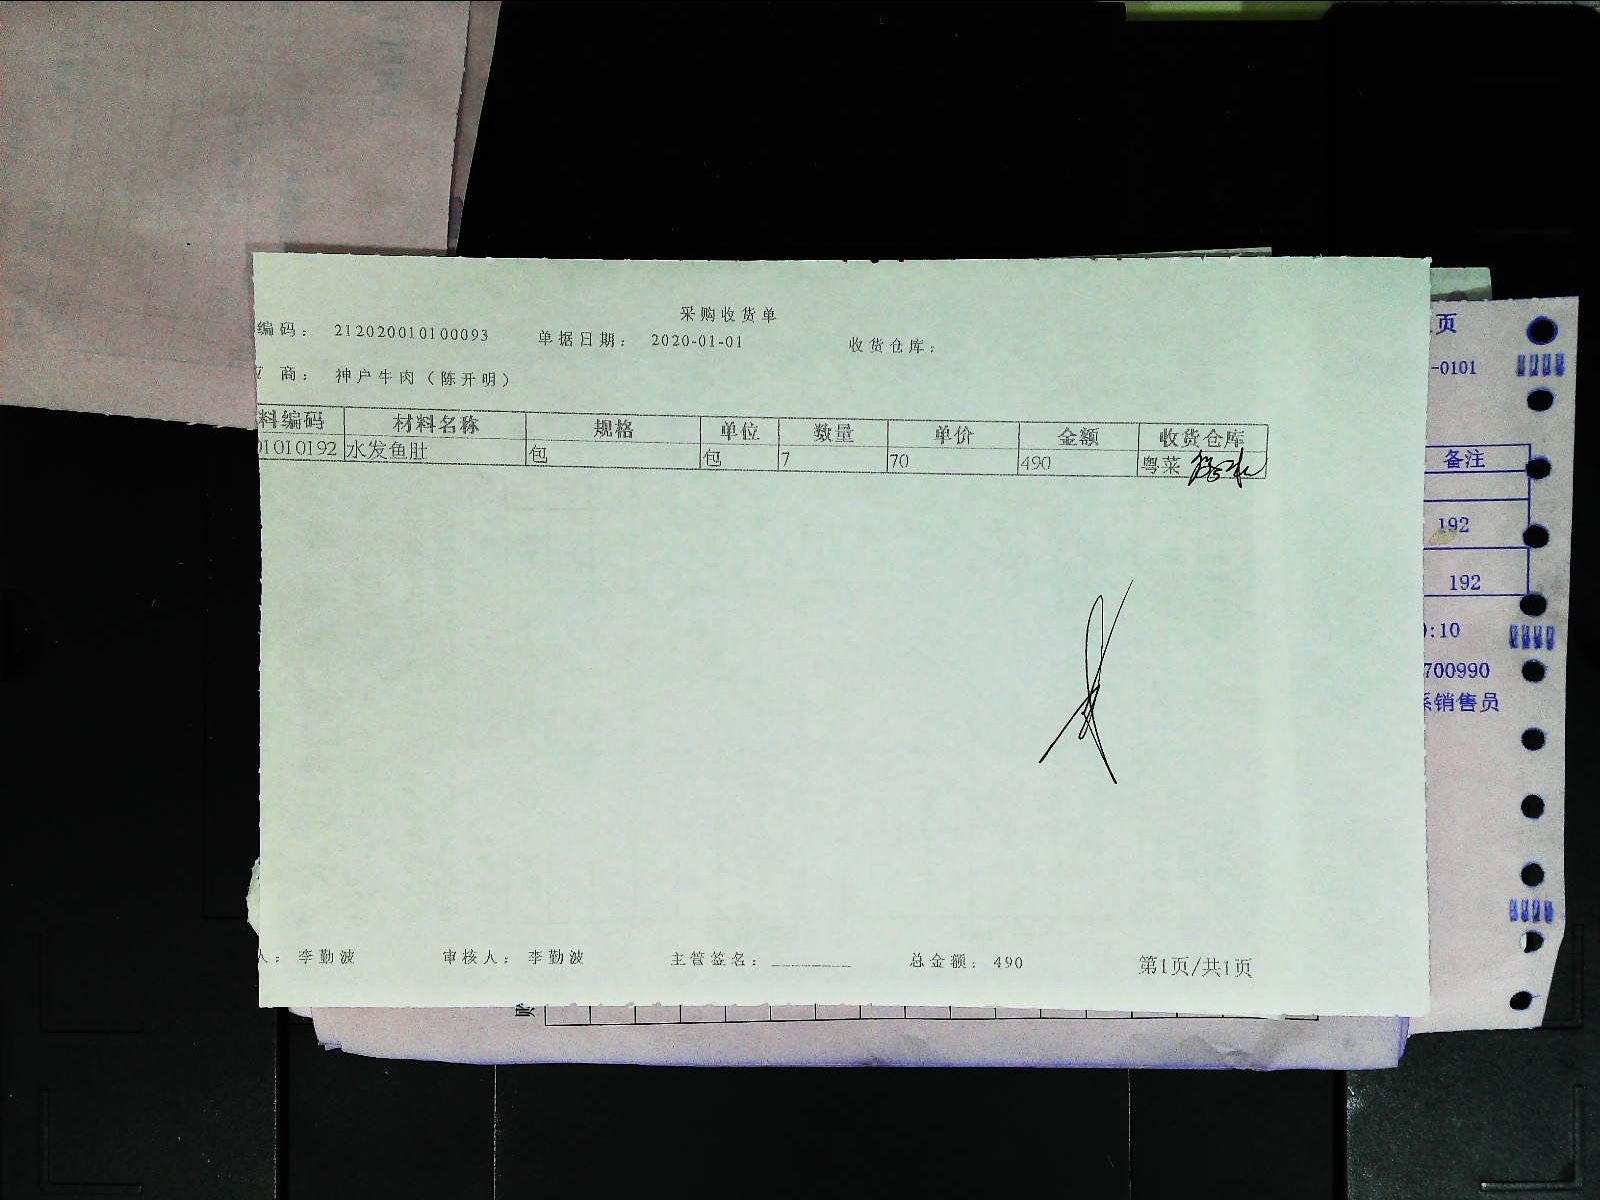 采购收货单
编码： 212020010100093 单据日期： 2020-01-01 收货仓库：
商： 神户牛肉（陈开明）
料编码 材料名称 规格 单位 数量 单价 金额 收货仓库
01010192 水发鱼肚 包 包 7 70 490 粤菜
人： 李勤波 审核人： 李勤波 主管签名： 总金额： 490 第1页/共1页
页
-0101
备注
192
192
:10
700990
系销售员